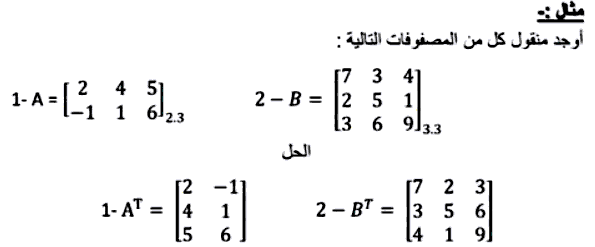 مثال :-
أوجد منقول كل من المصفوفات التالية :
1- A = [2 4 5; −1 1 6]2.3    2 − B = [7 3 4; 2 5 1; 3 6 9]3.3
الحل
1- A^T = [2 −1; 4 1; 5 6]    2 − B^T = [7 2 3; 3 5 6; 4 1 9]